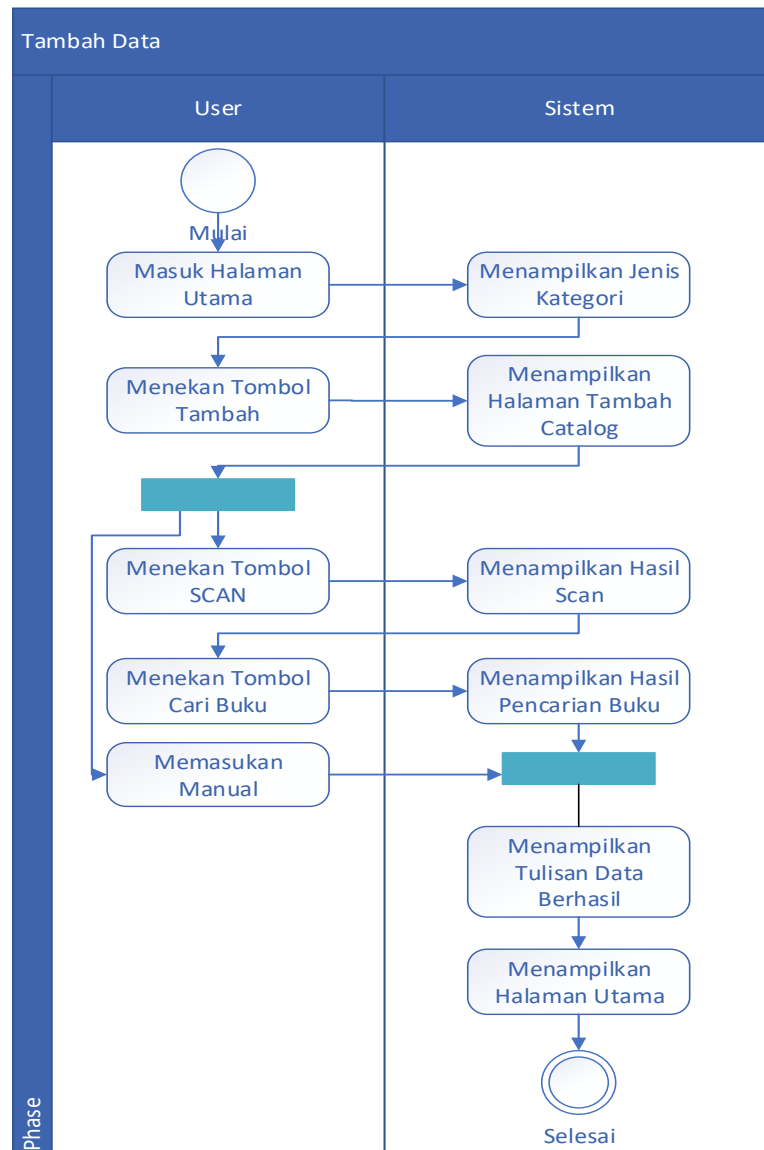 Tambah Data
User
Sistem
Mulai
Masuk Halaman
Utama
Menampilkan Jenis
Kategori
Menekan Tombol
Tambah
Menampilkan
Halaman Tambah
Catalog
Menekan Tombol
SCAN
Menampilkan Hasil
Scan
Menekan Tombol
Cari Buku
Menampilkan Hasil
Pencarian Buku
Memasukan
Manual
Menampilkan
Tulisan Data
Berhasil
Menampilkan
Halaman Utama
Selesai
Phase